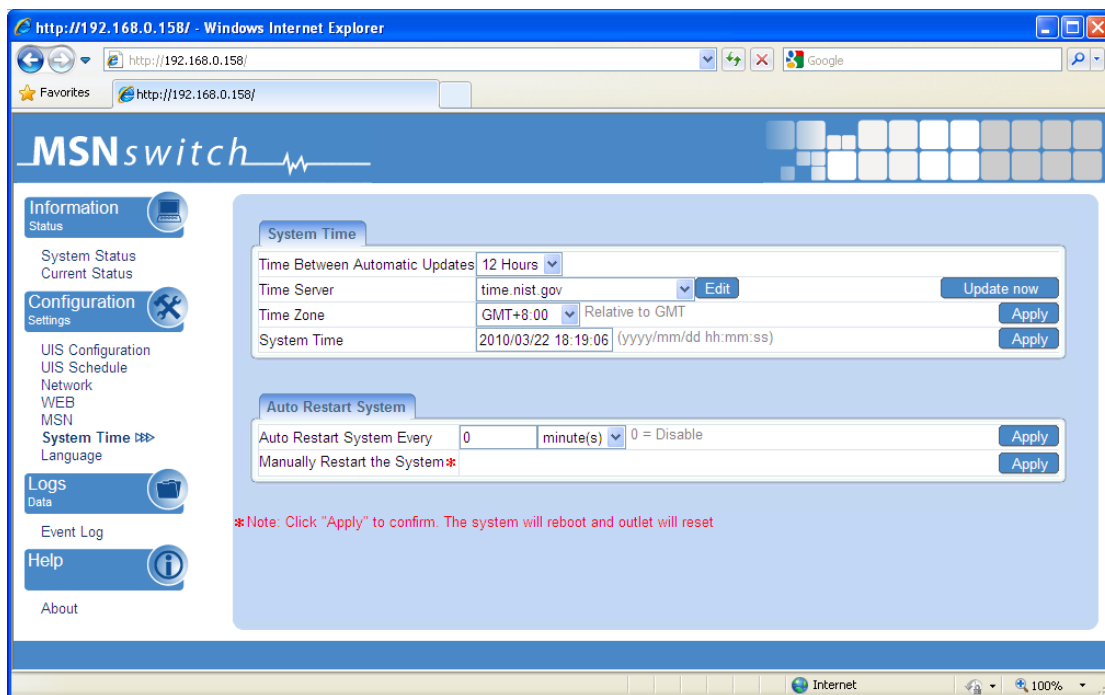 http://192.168.0.158/ - Windows Internet Explorer
http://192.168.0.158/
Google
Favorites
http://192.168.0.158/
MSNswitch
Information
Status
System Status
Current Status
Configuration
Settings
UIS Configuration
UIS Schedule
Network
WEB
MSN
System Time
Language
Logs
Data
Event Log
Help
About
System Time
Time Between Automatic Updates 12 Hours
Time Server time.nist.gov Edit Update now
Time Zone GMT+8:00 Relative to GMT Apply
System Time 2010/03/22 18:19:06 (yyyy/mm/dd hh:mm:ss) Apply
Auto Restart System
Auto Restart System Every 0 minute(s) 0 = Disable Apply
Manually Restart the System* Apply
*Note: Click "Apply" to confirm. The system will reboot and outlet will reset
Internet
100%